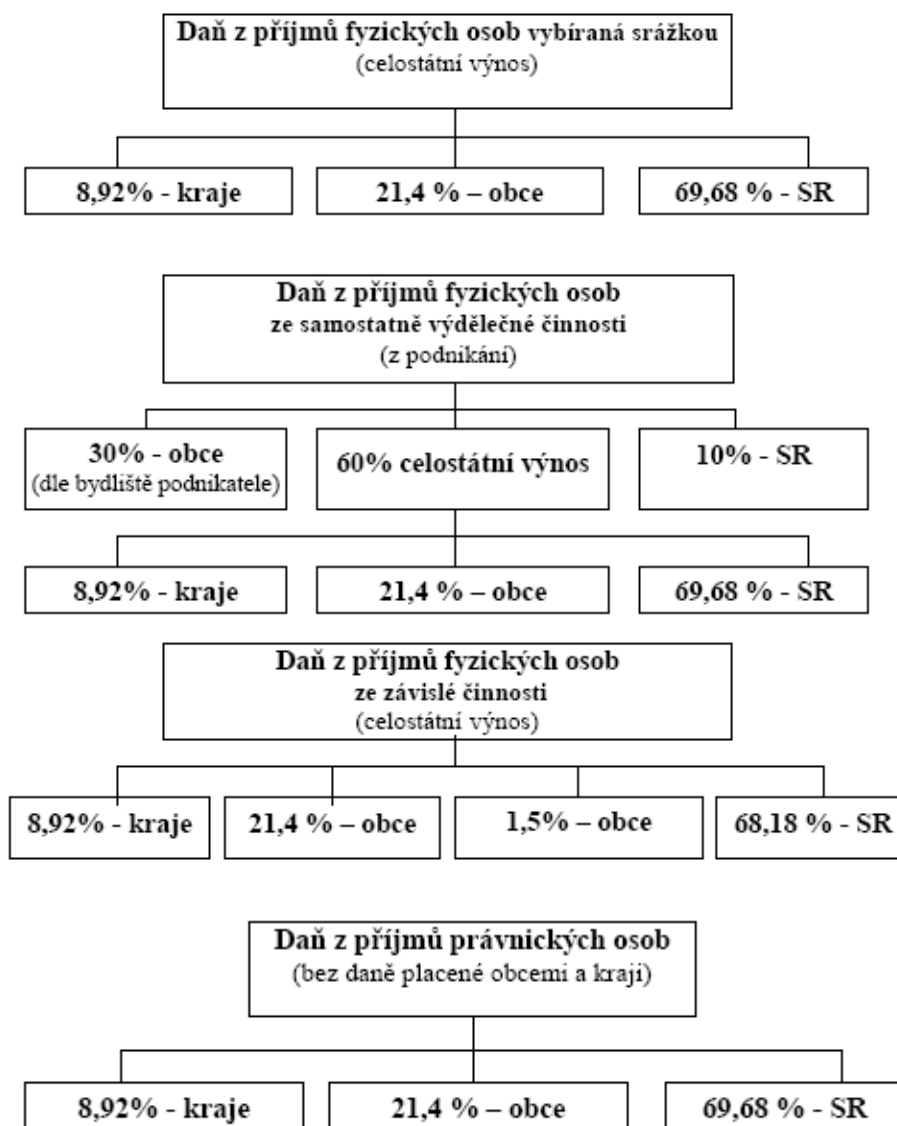 Daň z příjmů fyzických osob vybíraná srážkou
(celostátní výnos)
8,92% - kraje
21,4 % – obce
69,68 % - SR
Daň z příjmů fyzických osob
ze samostatně výdělečné činnosti
(z podnikání)
30% - obce
(dle bydliště podnikatele)
60% celostátní výnos
10% - SR
8,92% - kraje
21,4 % – obce
69,68 % - SR
Daň z příjmů fyzických osob
ze závislé činnosti
(celostátní výnos)
8,92% - kraje
21,4 % – obce
1,5% – obce
68,18 % - SR
Daň z příjmů právnických osob
(bez daně placené obcemi a kraji)
8,92% - kraje
21,4 % – obce
69,68 % - SR